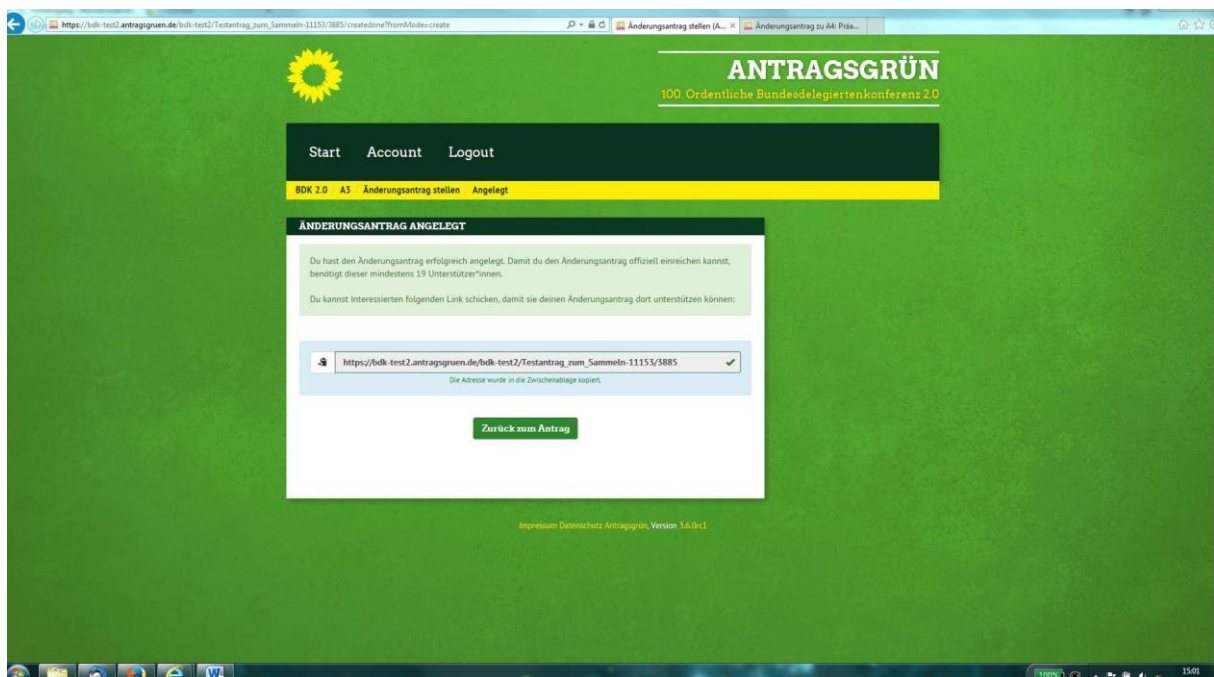 https://bdk-test2.antragsgruen.de/bdk-test2/Testantrag_zum_Sammeln-11153/3885/createdone?fromMode=create
Änderungsantrag stellen (A...
Änderungsantrag zu A4: Präa...
ANTRAGSGRÜN
100. Ordentliche Bundesdelegiertenkonferenz 2.0
Start Account Logout
BDK 2.0 / A3 / Änderungsantrag stellen / Angelegt
ÄNDERUNGSANTRAG ANGELEGT
Du hast den Änderungsantrag erfolgreich angelegt. Damit du den Änderungsantrag offiziell einreichen kannst,
benötigt dieser mindestens 19 Unterstützer*innen.
Du kannst Interessierten folgenden Link schicken, damit sie deinen Änderungsantrag dort unterstützen können:
https://bdk-test2.antragsgruen.de/bdk-test2/Testantrag_zum_Sammeln-11153/3885
Die Adresse wurde in die Zwischenablage kopiert.
Zurück zum Antrag
Impressum Datenschutz Antragsgrün, Version 3.6.0rc1
100%
15:01